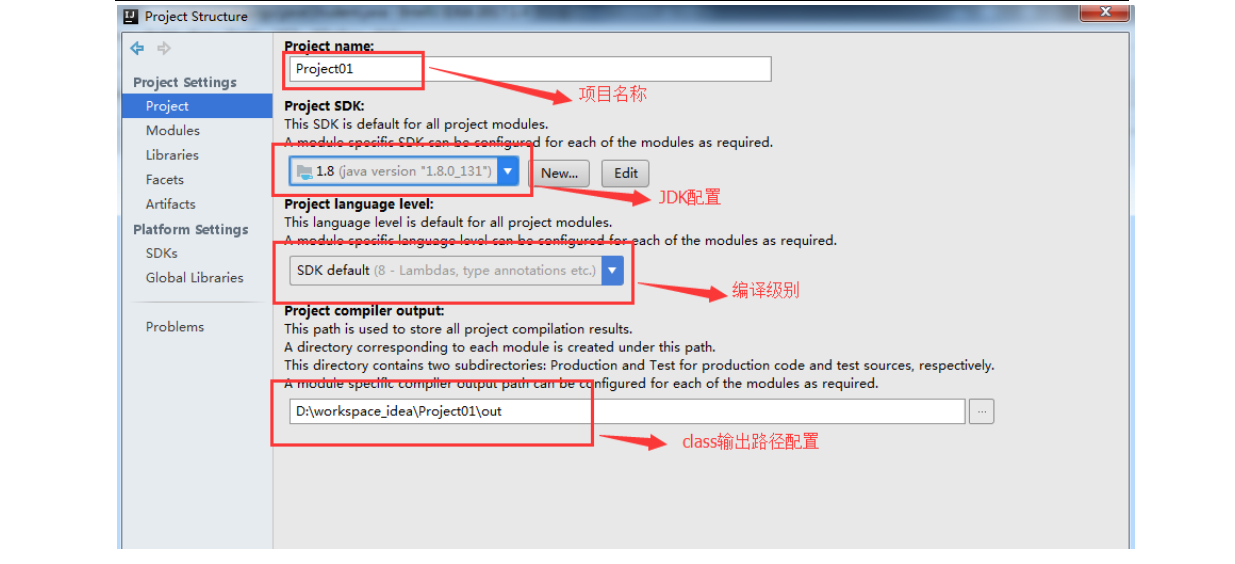 Project Structure
Project name:
Project01
项目名称
Project Settings
Project
Modules
Libraries
Facets
Artifacts
Platform Settings
SDKs
Global Libraries
Problems
Project SDK:
This SDK is default for all project modules.
A module specific SDK can be configured for each of the modules as required.
1.8 (java version "1.8.0_131")
New...
Edit
JDK配置
Project language level:
This language level is default for all project modules.
A module specific language level can be configured for each of the modules as required.
SDK default (8 - Lambdas, type annotations etc.)
编译级别
Project compiler output:
This path is used to store all project compilation results.
A directory corresponding to each module is created under this path.
This directory contains two subdirectories: Production and Test for production code and test sources, respectively.
A module specific compiler output path can be configured for each of the modules as required.
D:\workspace_idea\Project01\out
...
class输出路径配置